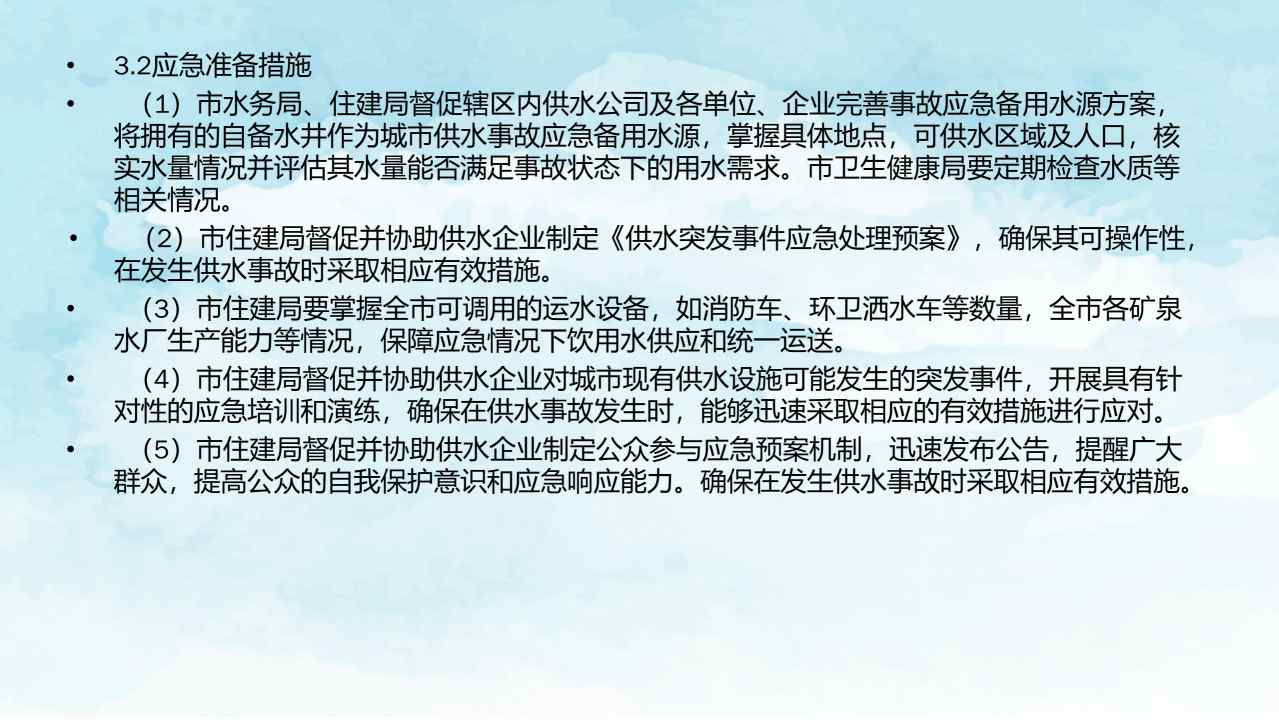 • 3.2应急准备措施
• （1）市水务局、住建局督促辖区内供水公司及各单位、企业完善事故应急备用水源方案，
将拥有的自备水井作为城市供水事故应急备用水源，掌握具体地点，可供水区域及人口，核
实水量情况并评估其水量能否满足事故状态下的用水需求。市卫生健康局要定期检查水质等
相关情况。
• （2）市住建局督促并协助供水企业制定《供水突发事件应急处理预案》，确保其可操作性，
在发生供水事故时采取相应有效措施。
• （3）市住建局要掌握全市可调用的运水设备，如消防车、环卫洒水车等数量，全市各矿泉
水厂生产能力等情况，保障应急情况下饮用水供应和统一运送。
• （4）市住建局督促并协助供水企业对城市现有供水设施可能发生的突发事件，开展具有针
对性的应急培训和演练，确保在供水事故发生时，能够迅速采取相应的有效措施进行应对。
• （5）市住建局督促并协助供水企业制定公众参与应急预案机制，迅速发布公告，提醒广大
群众，提高公众的自我保护意识和应急响应能力。确保在发生供水事故时采取相应有效措施。